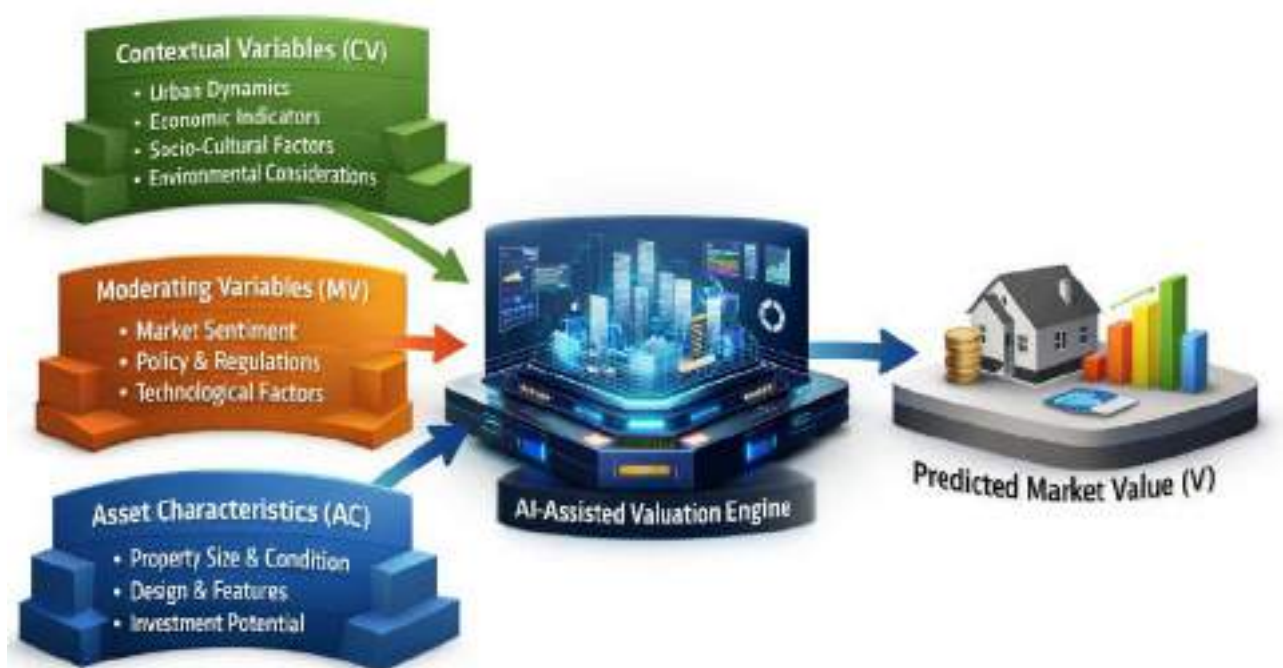 Contextual Variables (CV)
• Urban Dynamics
• Economic Indicators
• Socio-Cultural Factors
• Environmental Considerations
Moderating Variables (MV)
• Market Sentiment
• Policy & Regulations
• Technological Factors
Asset Characteristics (AC)
• Property Size & Condition
• Design & Features
• Investment Potential
AI-Assisted Valuation Engine
Predicted Market Value (V)